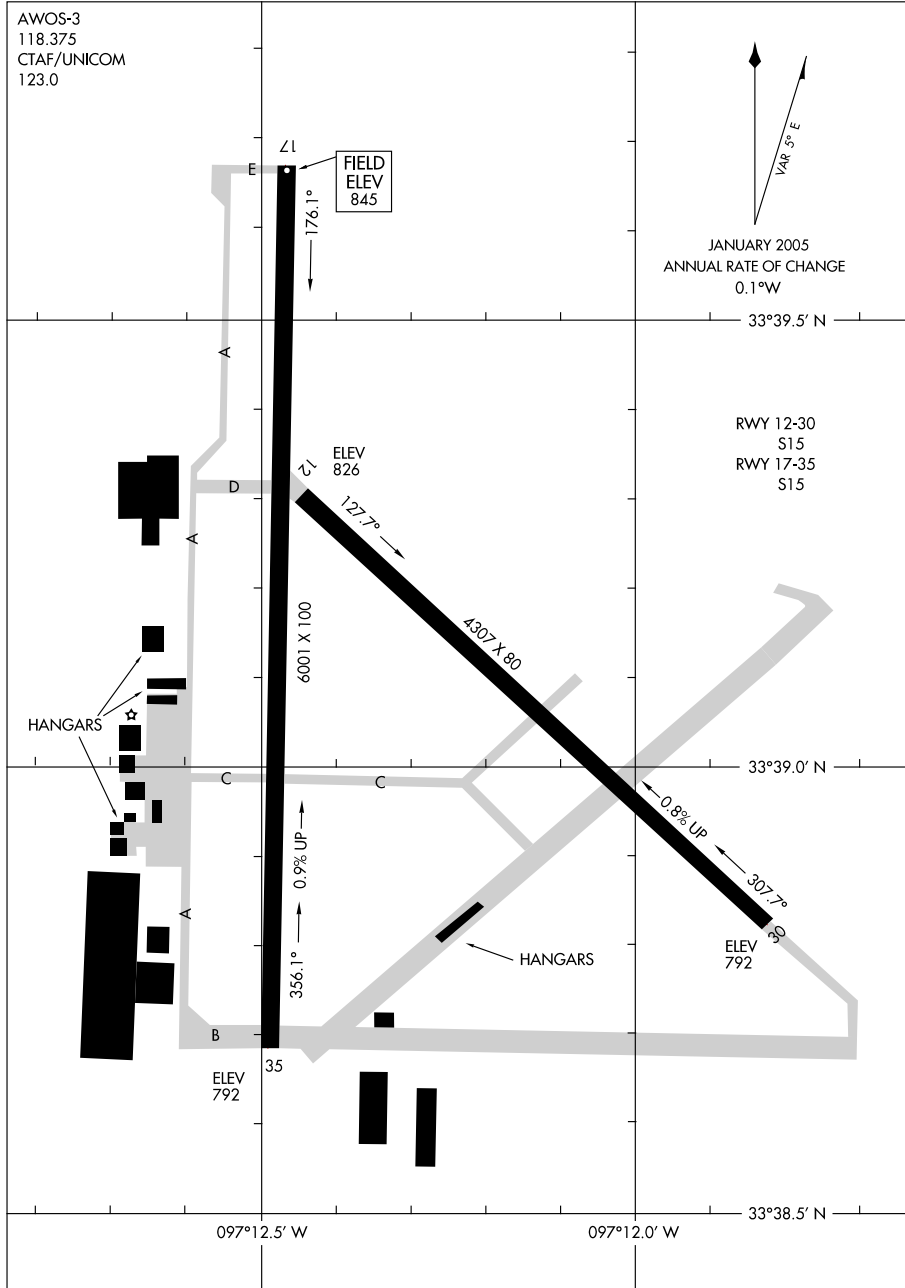 AWOS-3
118.375
CTAF/UNICOM
123.0
VAR 5° E
JANUARY 2005
ANNUAL RATE OF CHANGE
0.1°W
17
E
FIELD
ELEV
845
176.1°
33°39.5' N
A
RWY 12-30
S15
RWY 17-35
S15
ELEV
826
12
D
127.7°
A
6001 X 100
4307 X 80
HANGARS
33°39.0' N
C
C
0.9% UP
0.8% UP
307.7°
A
356.1°
HANGARS
30
ELEV
792
B
35
ELEV
792
33°38.5' N
097°12.5' W
097°12.0' W